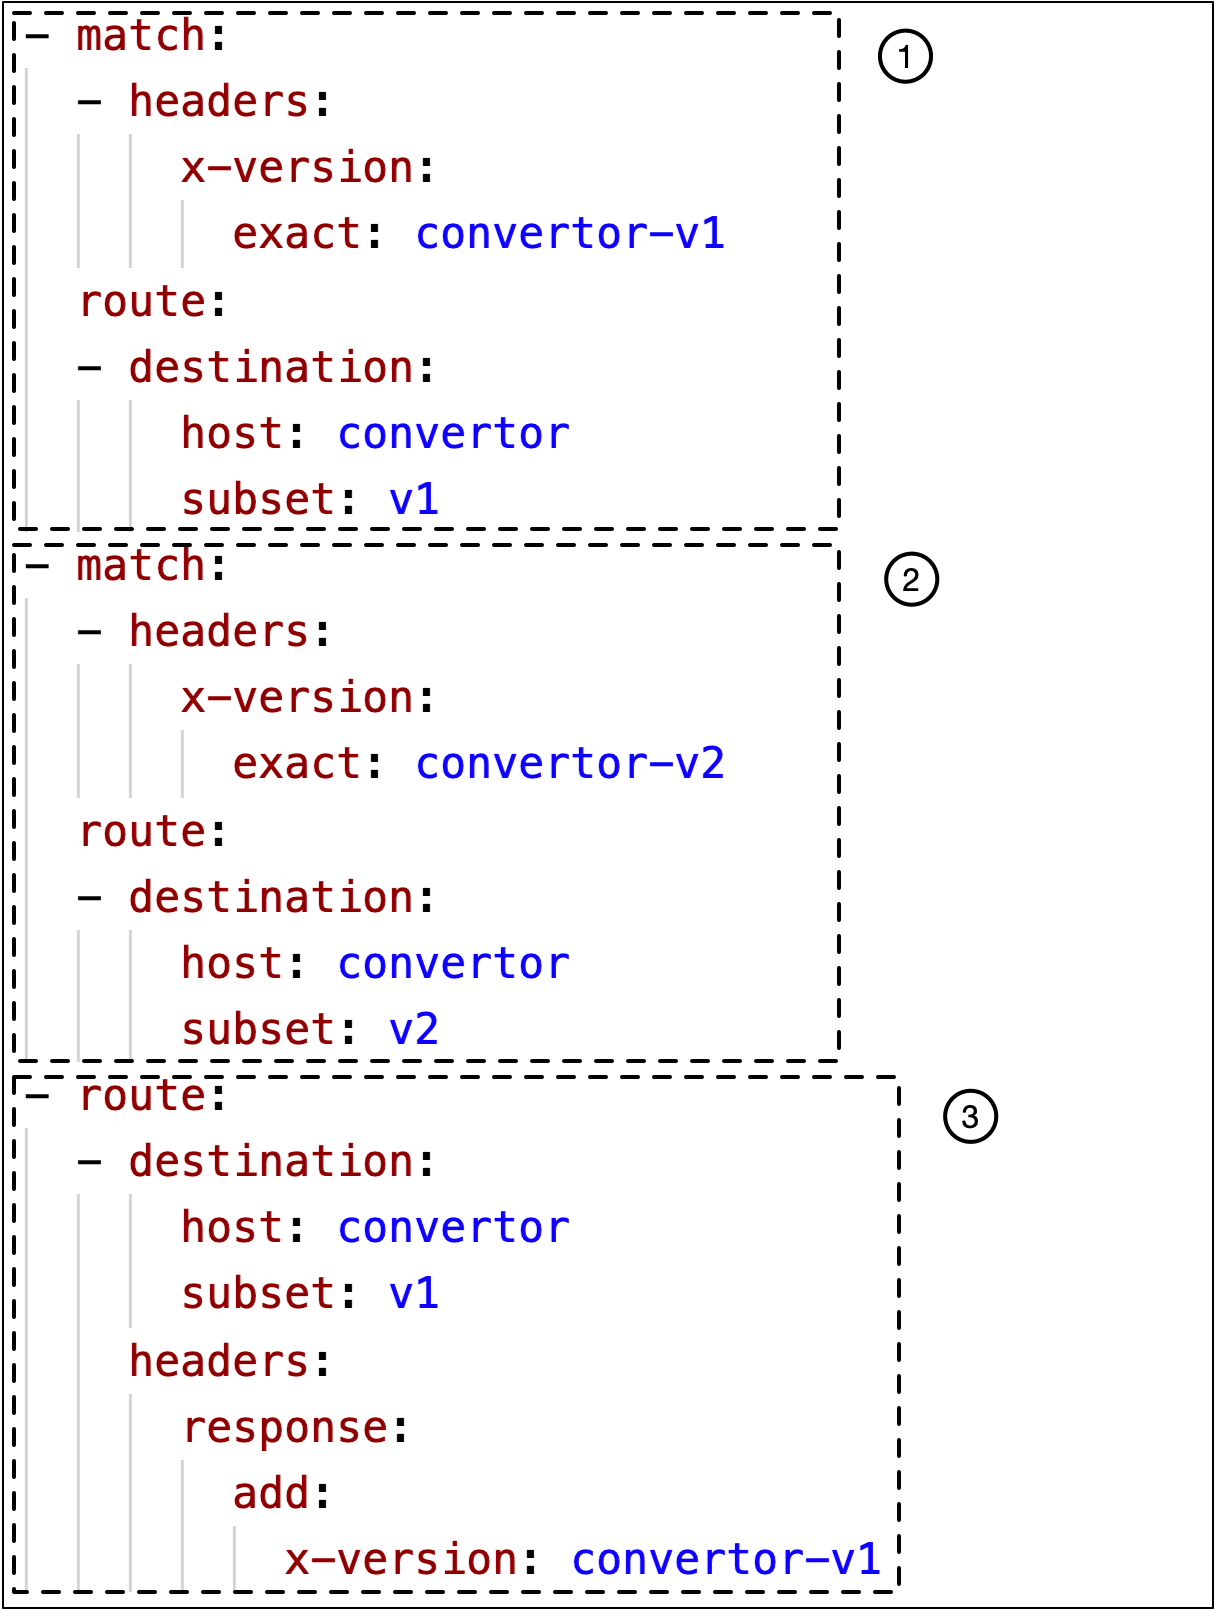 - match:
①
- headers:
x-version:
exact: convertor-v1
route:
- destination:
host: convertor
subset: v1
- match:
②
- headers:
x-version:
exact: convertor-v2
route:
- destination:
host: convertor
subset: v2
- route:
③
- destination:
host: convertor
subset: v1
headers:
response:
add:
x-version: convertor-v1